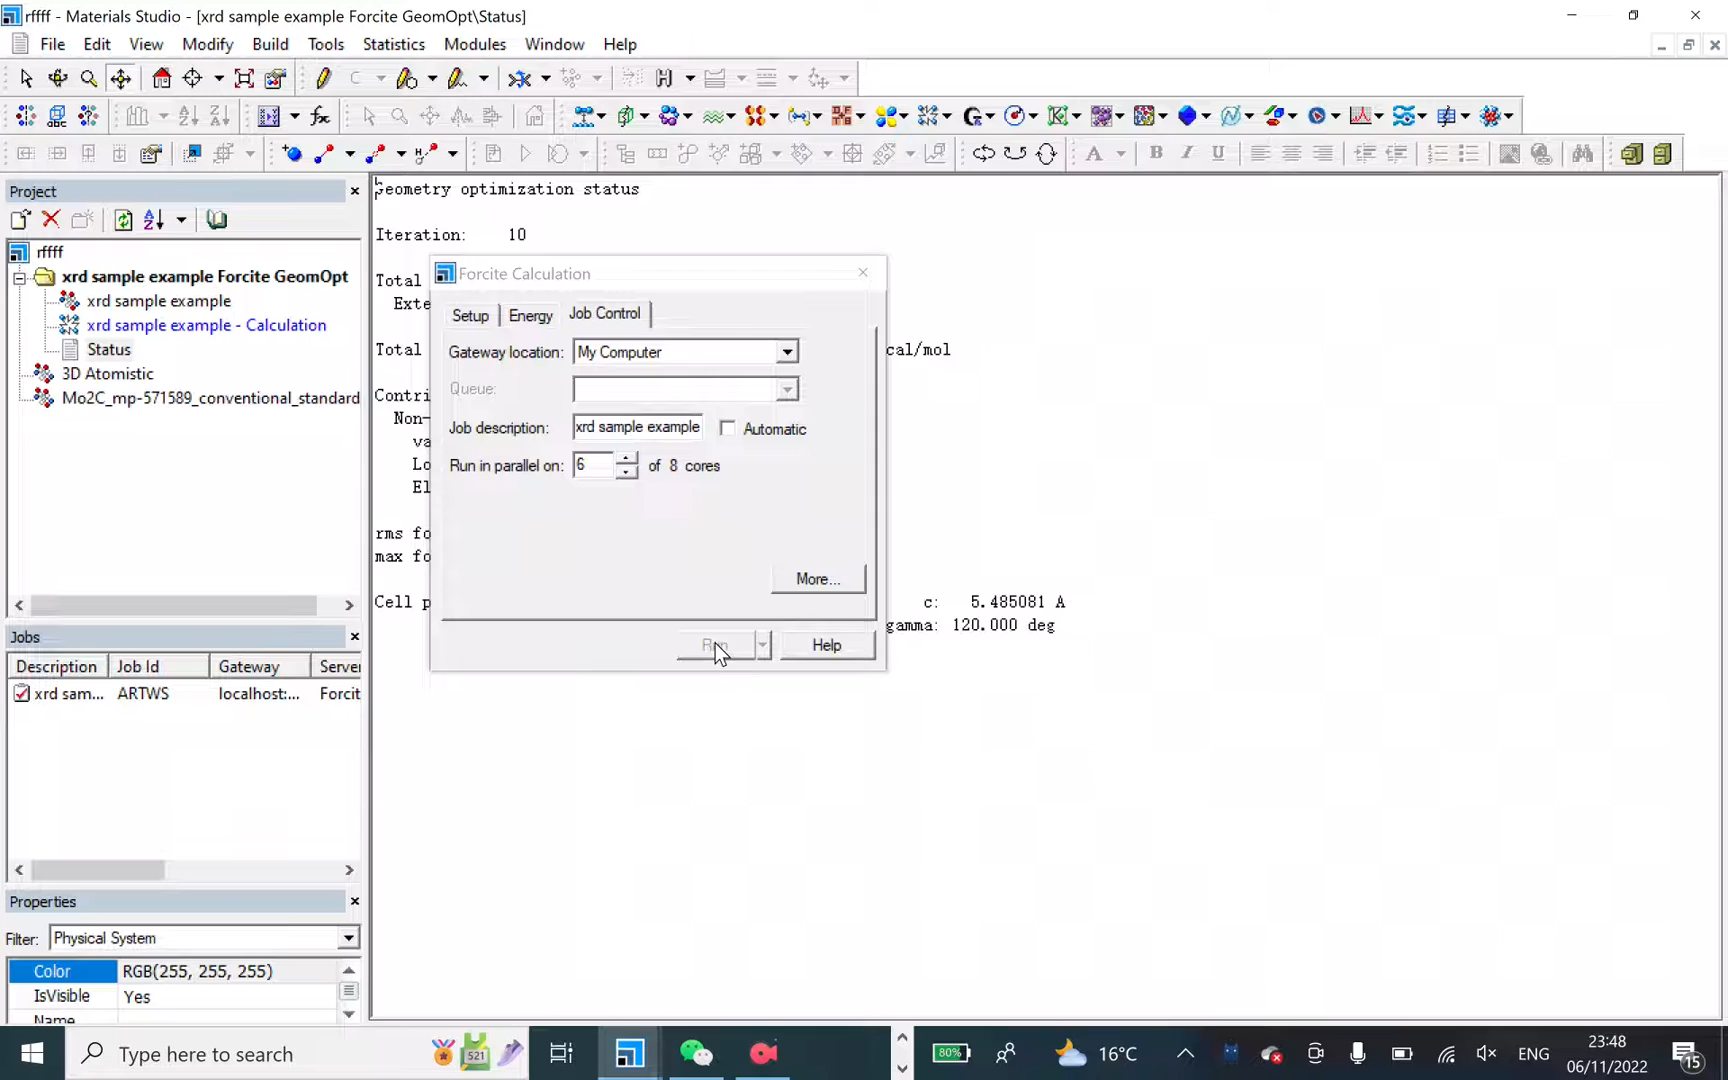 rffff - Materials Studio - [xrd sample example Forcite GeomOpt\Status]
File Edit View Modify Build Tools Statistics Modules Window Help
Project
rffff
xrd sample example Forcite GeomOpt
xrd sample example
xrd sample example - Calculation
Status
3D Atomistic
Mo2C_mp-571589_conventional_standard
Jobs
Description Job Id Gateway Server
xrd sam... ARTWS localhost:... Forcit
Properties
Filter: Physical System
Color RGB(255, 255, 255)
IsVisible Yes
Name
Geometry optimization status
Iteration: 10
Total
Exte
Total cal/mol
Contri
Non-
va
Lo
El
rms fo
max fo
Cell p c: 5.485081 A
gamma: 120.000 deg
Forcite Calculation
Setup Energy Job Control
Gateway location: My Computer
Queue:
Job description: xrd sample example Automatic
Run in parallel on: 6 of 8 cores
More...
Run Help
Type here to search
521
80%
16°C
ENG
23:48
06/11/2022
15